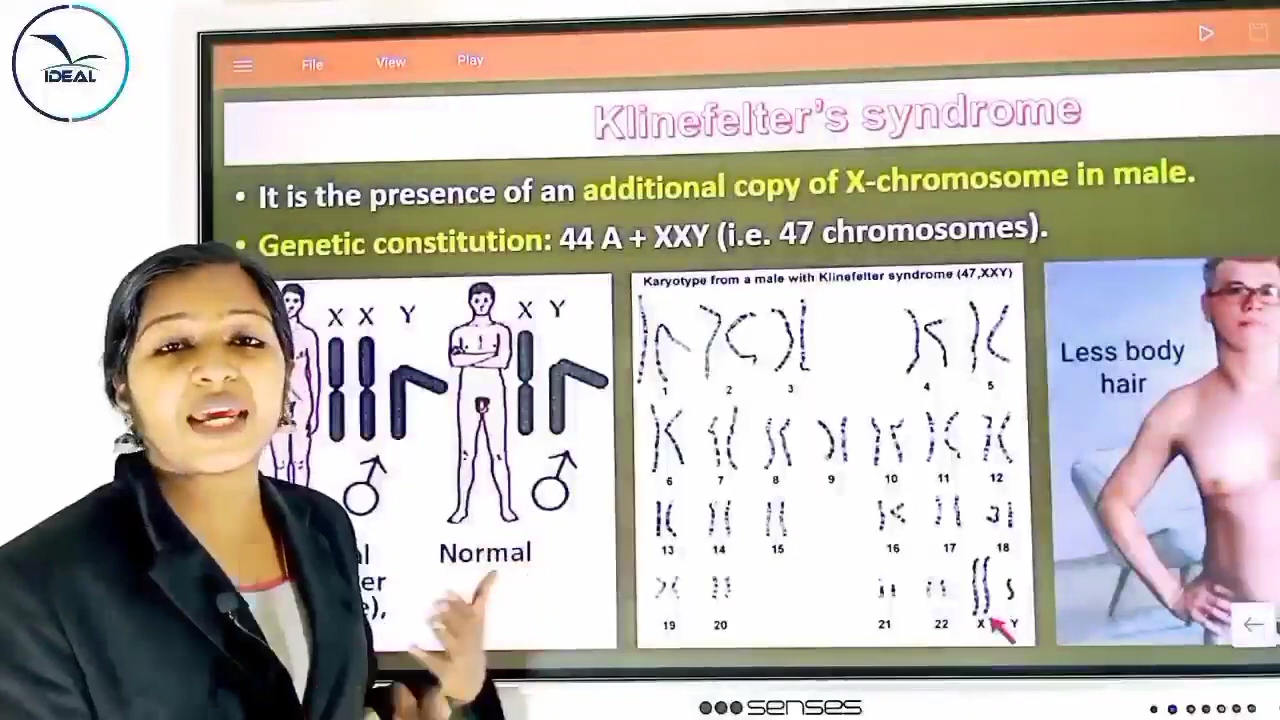 IDEAL
File View Play
Klinefelter's syndrome
• It is the presence of an additional copy of X-chromosome in male.
• Genetic constitution: 44 A + XXY (i.e. 47 chromosomes).
X X Y
X Y
Normal
Karyotype from a male with Klinefelter syndrome (47,XXY)
1 2 3 4 5
6 7 8 9 10 11 12
13 14 15 16 17 18
19 20 21 22 X Y
Less body
hair
senses